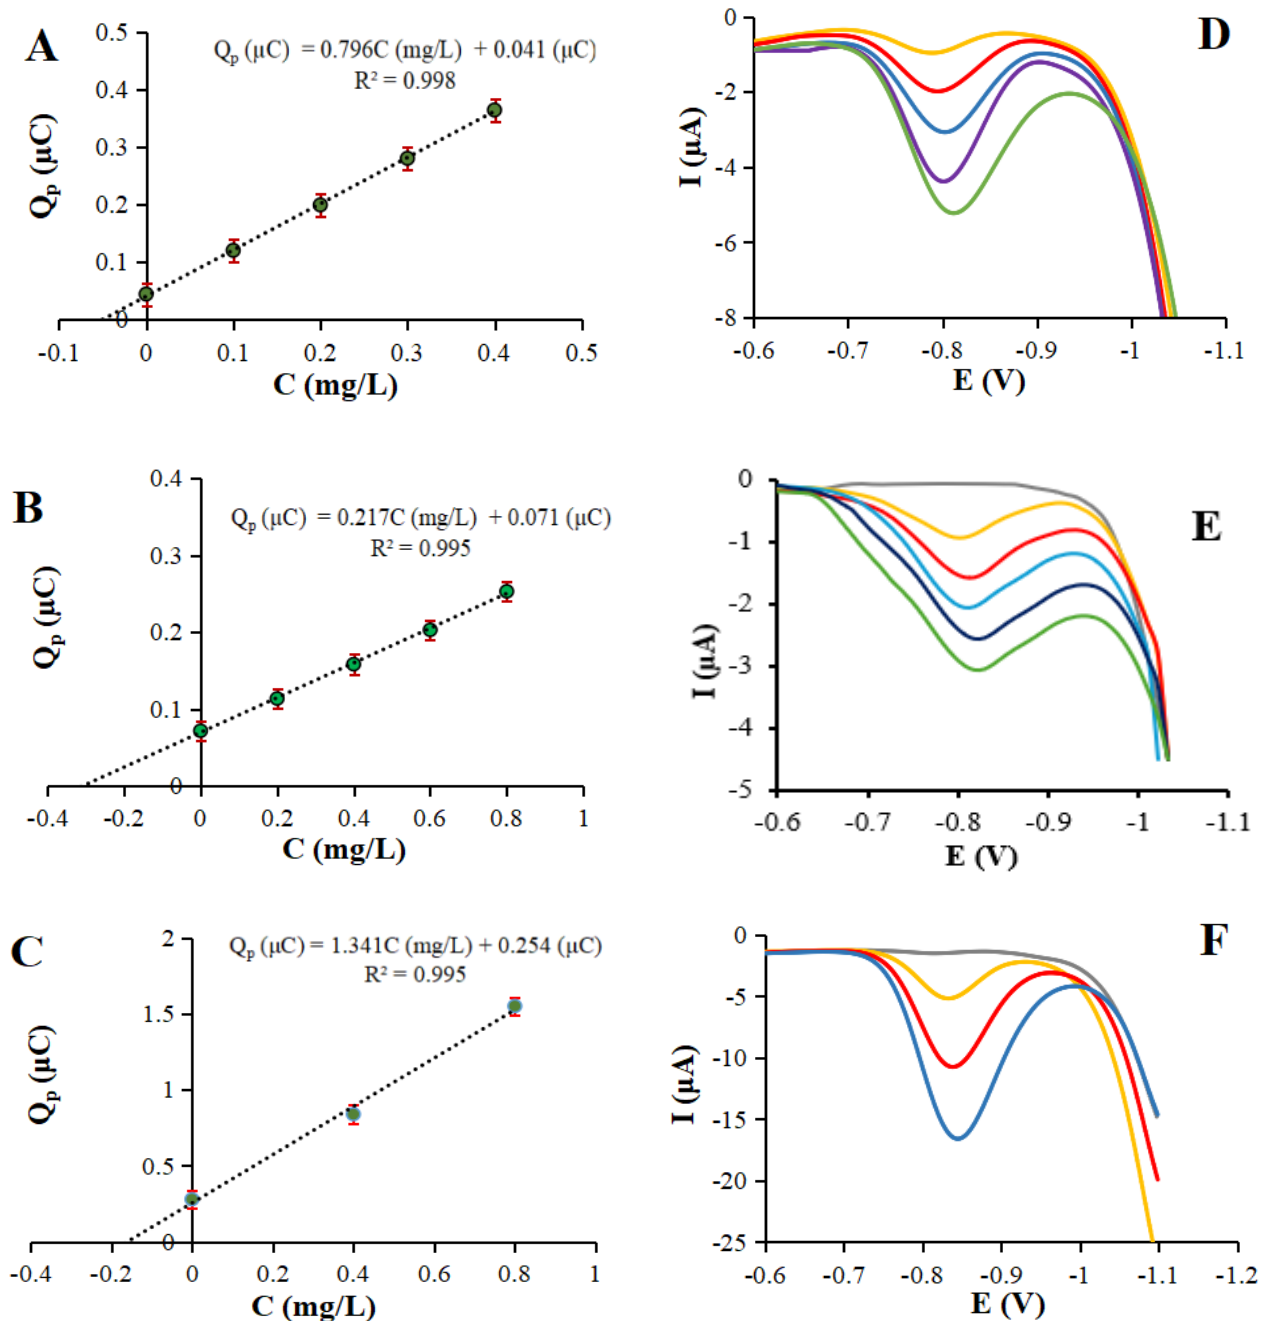 A
Q_p (µC) = 0.796C (mg/L) + 0.041 (µC)
R² = 0.998
Q_p (µC)
0.5
0.4
0.3
0.2
0.1
0
-0.1 0 0.1 0.2 0.3 0.4 0.5
C (mg/L)
D
I (µA)
0
-2
-4
-6
-8
-0.6 -0.7 -0.8 -0.9 -1 -1.1
E (V)
B
Q_p (µC) = 0.217C (mg/L) + 0.071 (µC)
R² = 0.995
Q_p (µC)
0.4
0.3
0.2
0.1
0
-0.4 -0.2 0 0.2 0.4 0.6 0.8 1
C (mg/L)
E
I (µA)
0
-1
-2
-3
-4
-5
-0.6 -0.7 -0.8 -0.9 -1 -1.1
E (V)
C
Q_p (µC) = 1.341C (mg/L) + 0.254 (µC)
R² = 0.995
Q_p (µC)
2
1.5
1
0.5
0
-0.4 -0.2 0 0.2 0.4 0.6 0.8 1
C (mg/L)
F
I (µA)
0
-5
-10
-15
-20
-25
-0.6 -0.7 -0.8 -0.9 -1 -1.1 -1.2
E (V)